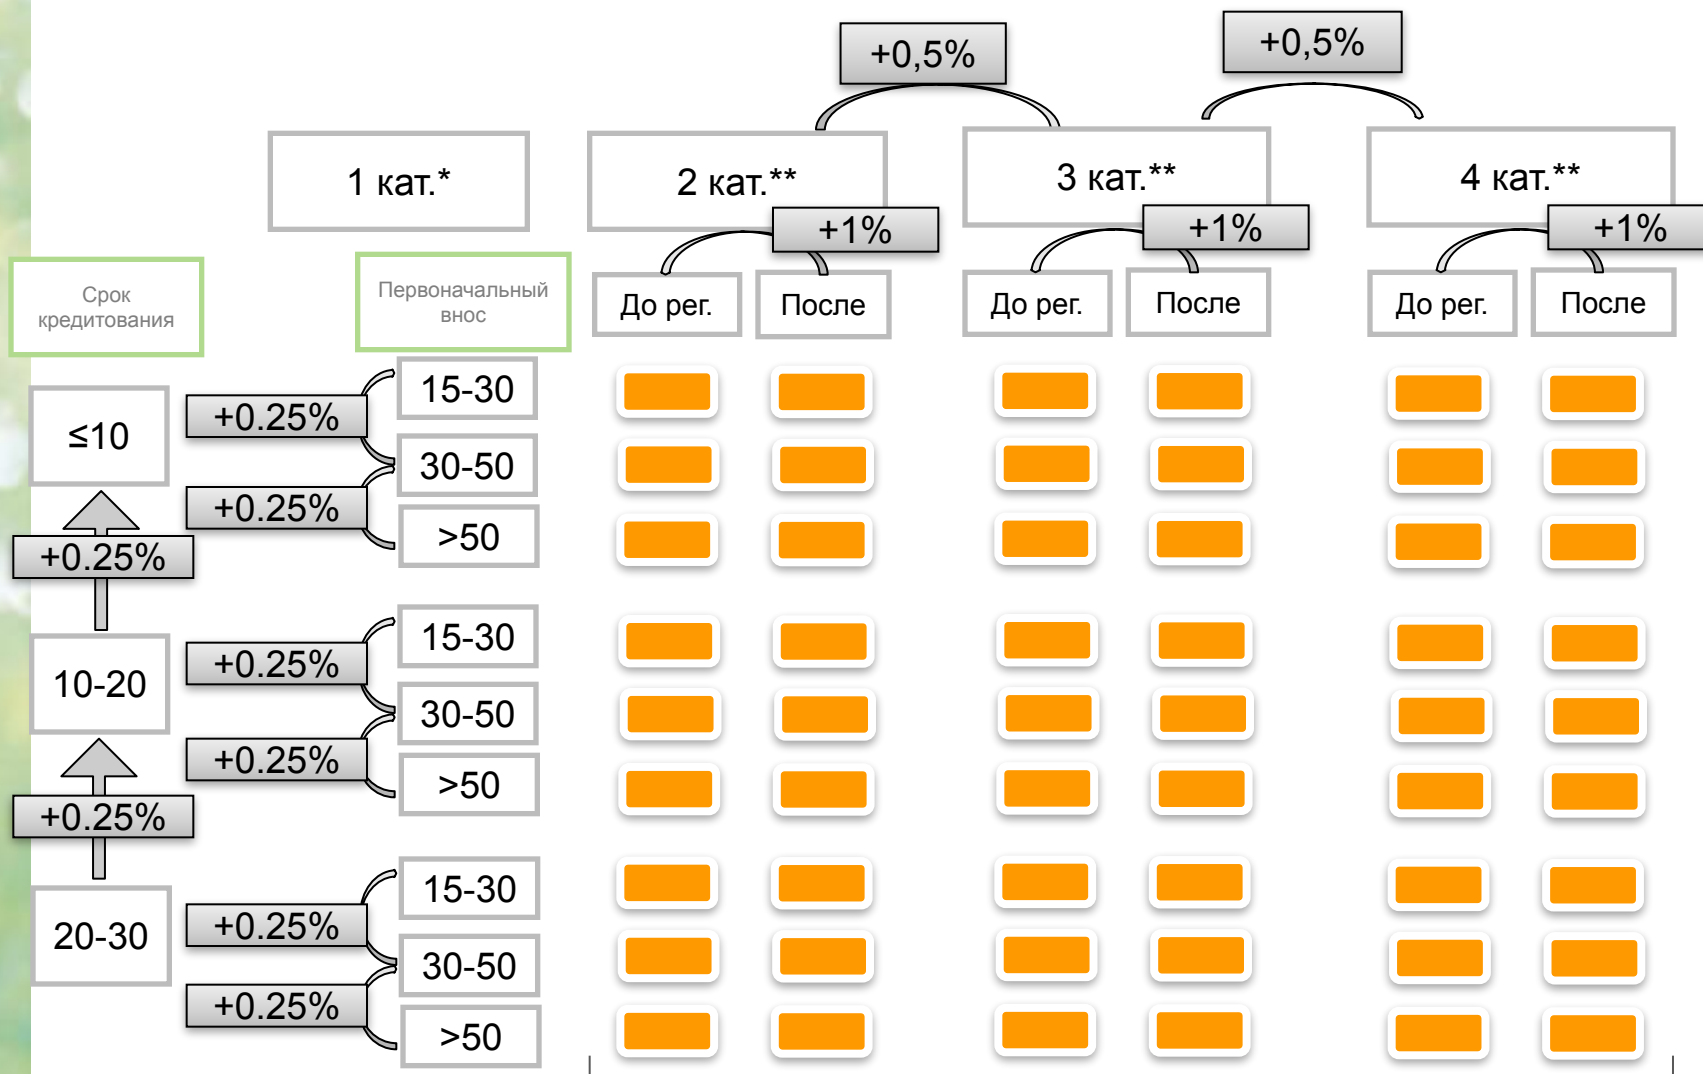 +0,5%
+0,5%
1 кат.*
2 кат.**
3 кат.**
4 кат.**
+1%
+1%
+1%
Срок
кредитования
Первоначальный
внос
До рег.
После
До рег.
После
До рег.
После
≤10
+0.25%
+0.25%
15-30
30-50
>50
+0.25%
10-20
+0.25%
+0.25%
15-30
30-50
>50
+0.25%
20-30
+0.25%
+0.25%
15-30
30-50
>50